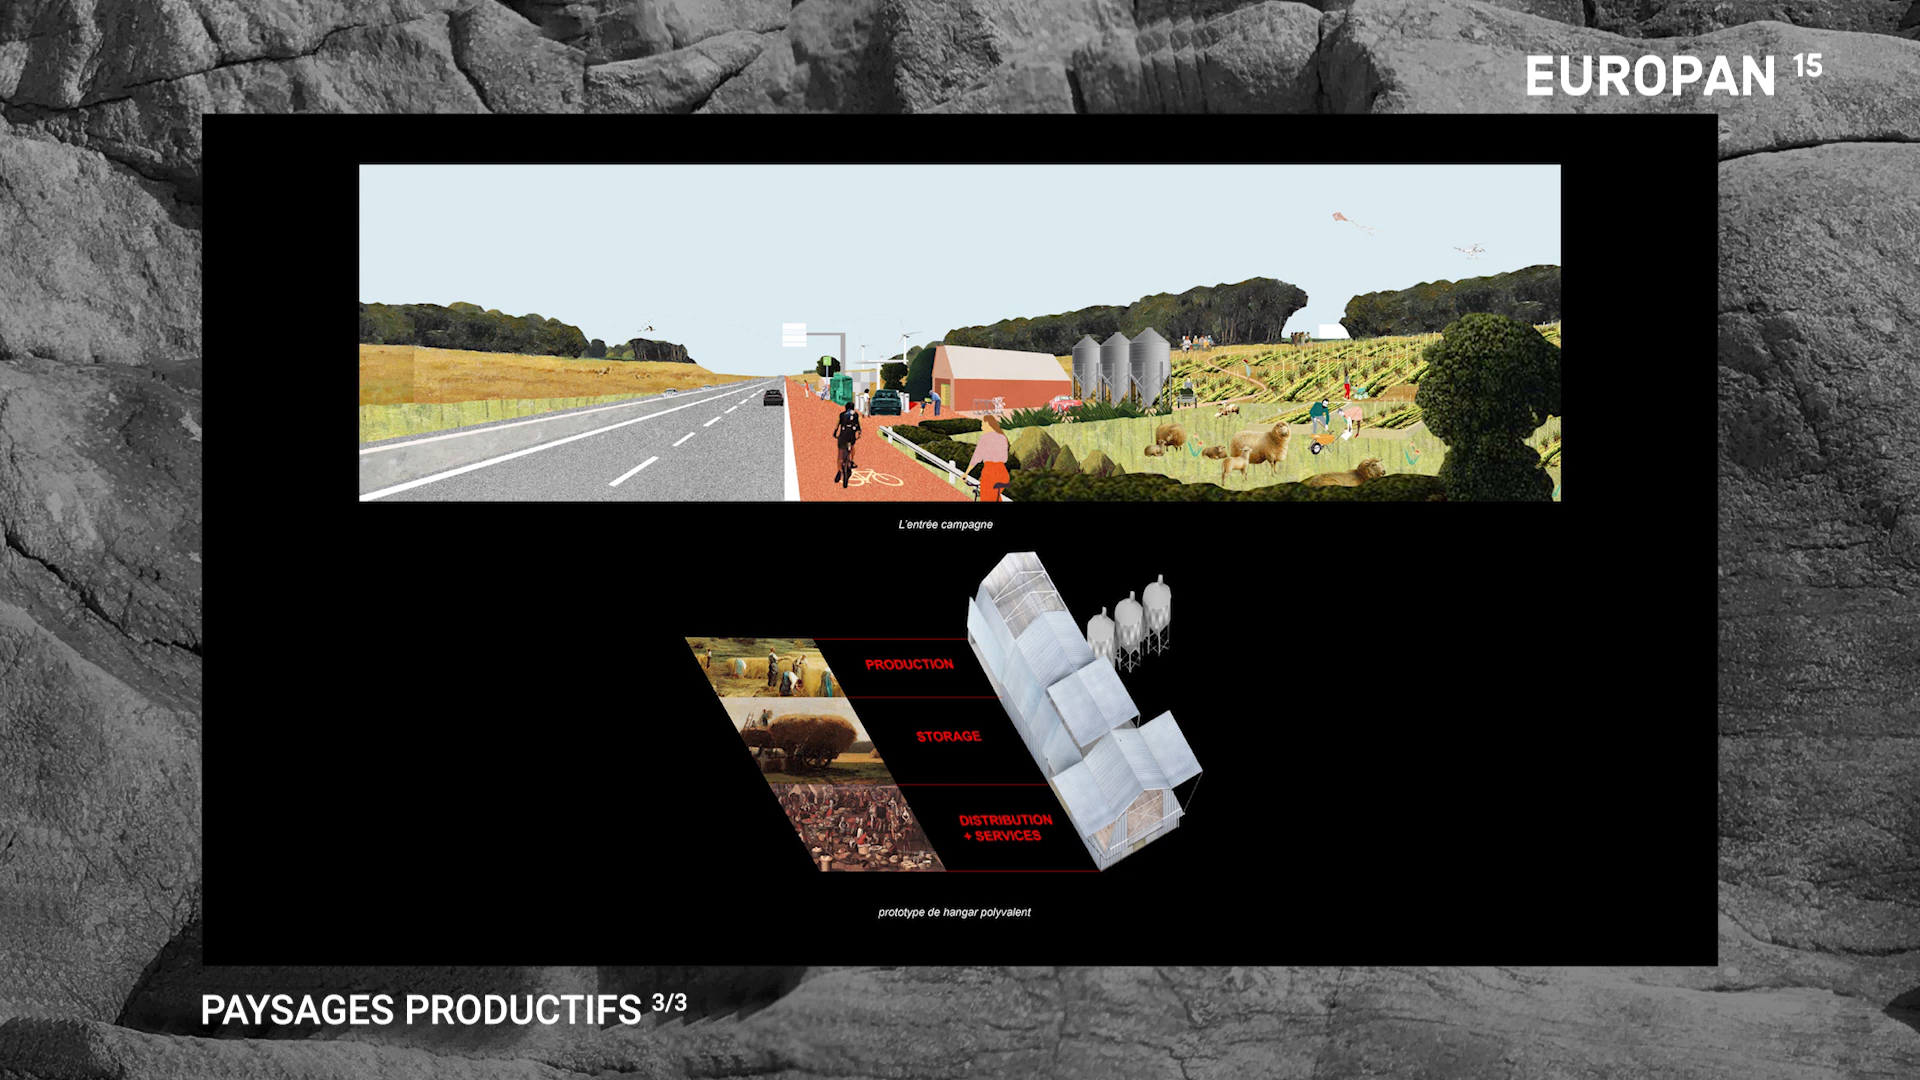 EUROPAN 15
L'entrée campagne
PRODUCTION
STORAGE
DISTRIBUTION
+ SERVICES
prototype de hangar polyvalent
PAYSAGES PRODUCTIFS 3/3